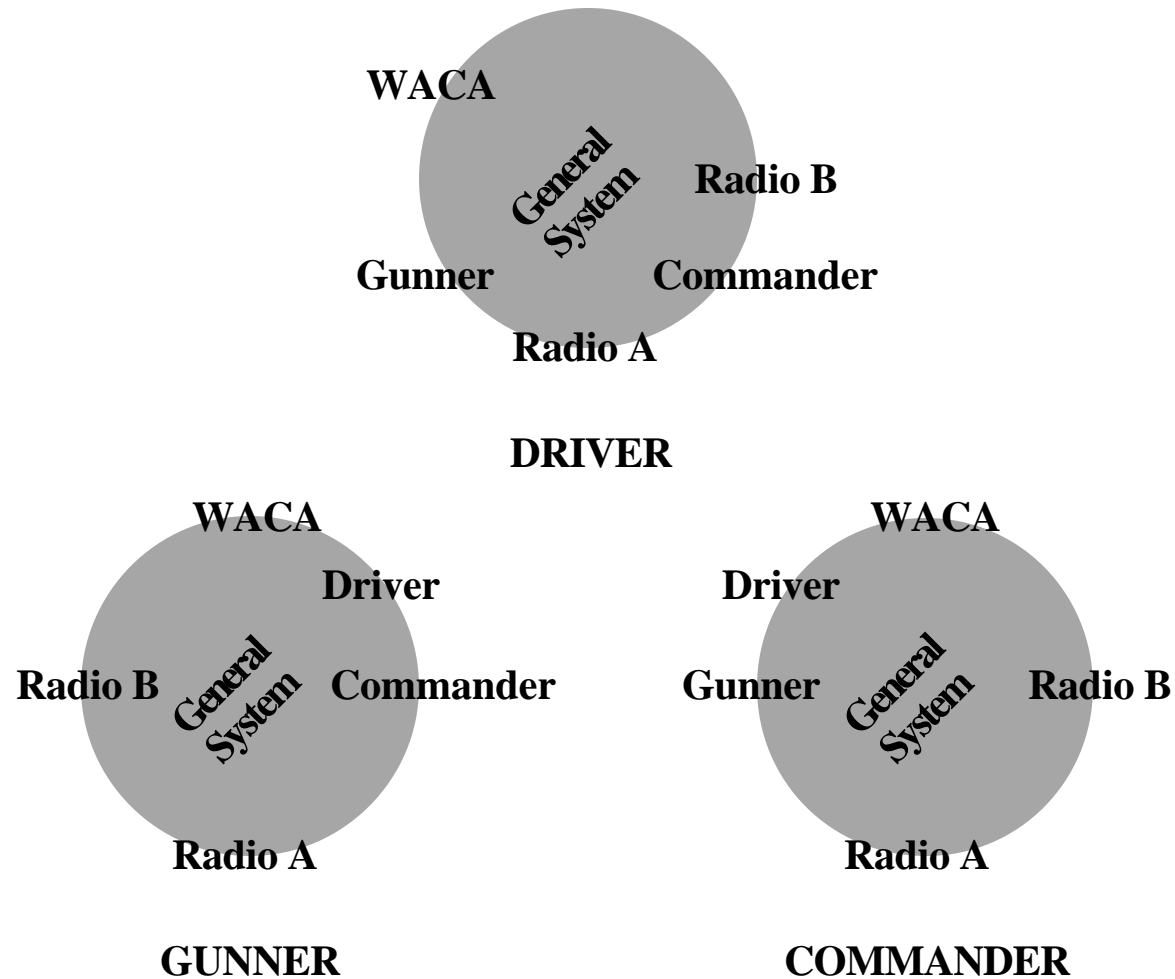 WACA
General
System
Radio B
Gunner
Commander
Radio A
DRIVER
WACA
Driver
Radio B
General
System
Commander
Radio A
GUNNER
WACA
Driver
Gunner
General
System
Radio B
Radio A
COMMANDER